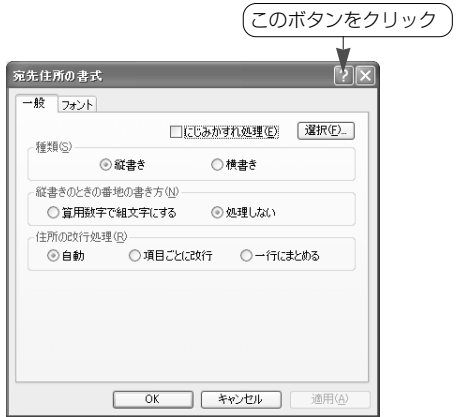 このボタンをクリック
宛先住所の書式
一般 フォント
にじみかすれ処理(E) 選択(F)...
種類(S)
縦書き 横書き
縦書きのときの番地の書き方(N)
算用数字で組文字にする 処理しない
住所の改行処理(R)
自動 項目ごとに改行 一行にまとめる
OK キャンセル 適用(A)